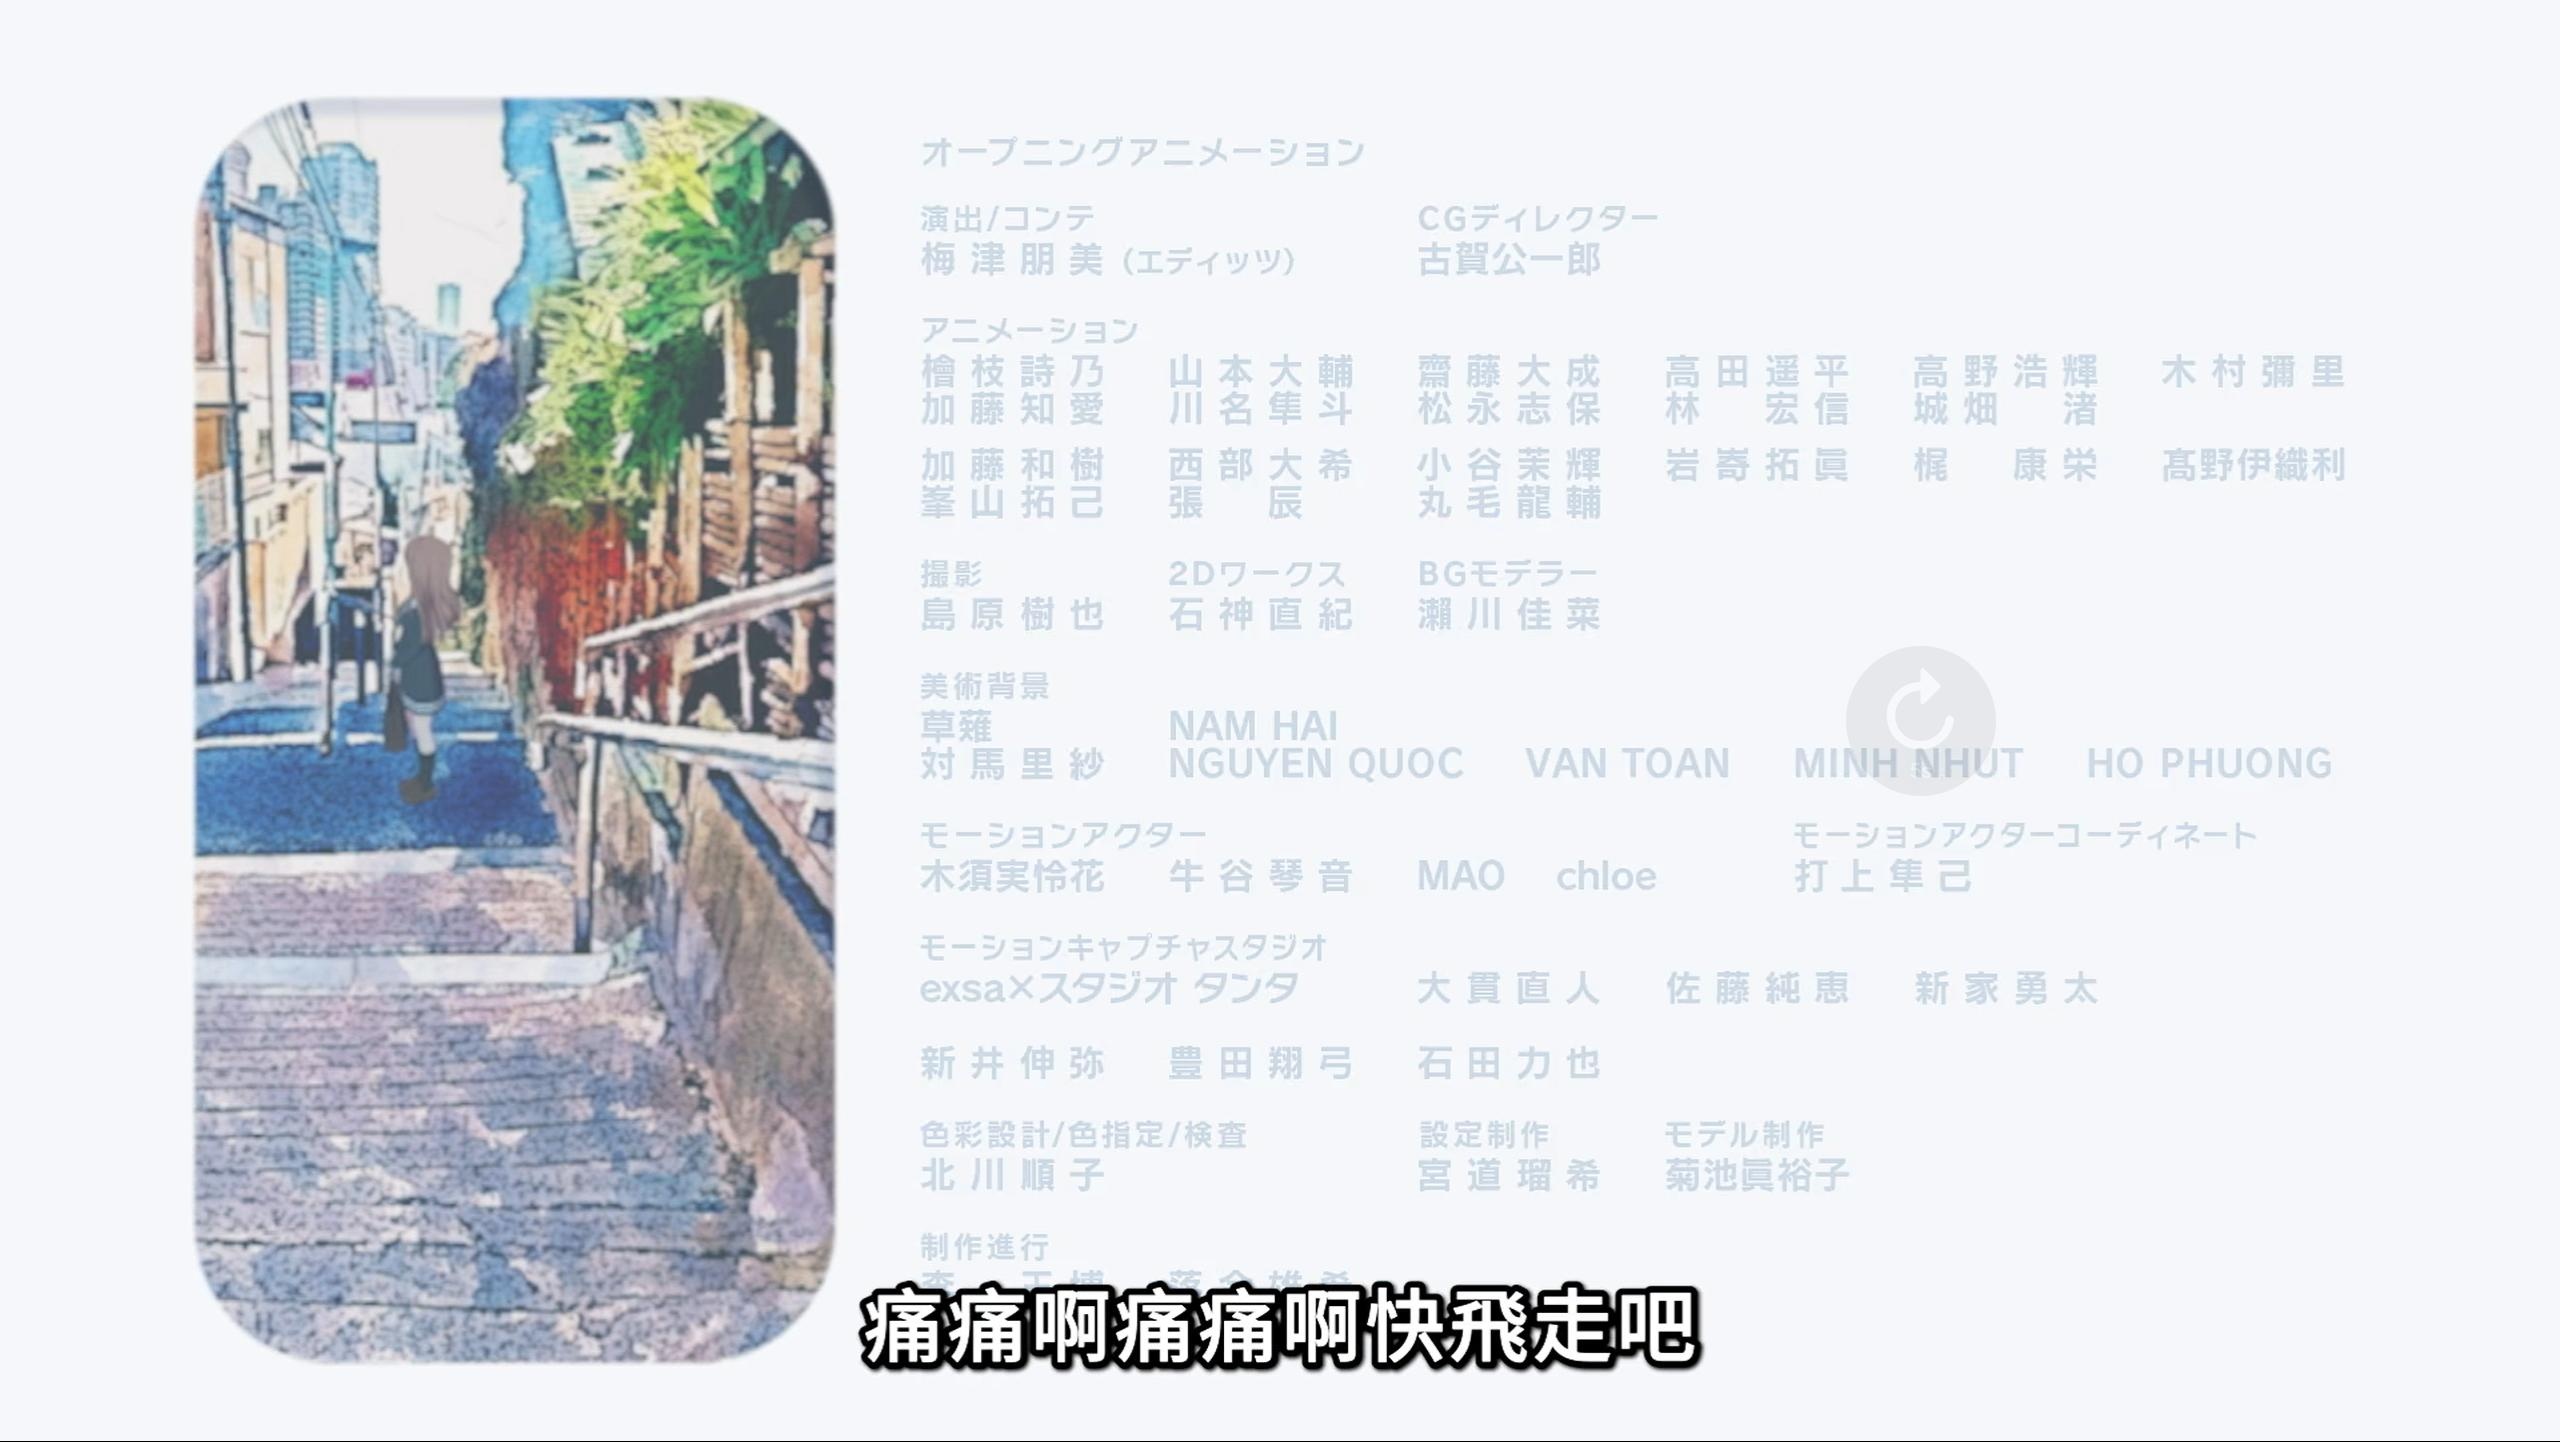 オープニングアニメーション
演出/コンテ CGディレクター
梅津朋美（エディッツ） 古賀公一郎
アニメーション
檜枝詩乃 山本大輔 齋藤大成 高田遥平 高野浩輝 木村彌里
加藤知愛 川名隼斗 松永志保 林 宏信 城畑 渚
加藤和樹 西部大希 小谷茉輝 岩嵜拓眞 梶 康栄 髙野伊織利
峯山拓己 張 辰 丸毛龍輔
撮影 2Dワークス BGモデラー
島原樹也 石神直紀 瀬川佳菜
美術背景
草薙 NAM HAI
対馬里紗 NGUYEN QUOC VAN TOAN MINH NHUT HO PHUONG
モーションアクター モーションアクターコーディネート
木須実怜花 牛谷琴音 MAO chloe 打上隼己
モーションキャプチャスタジオ
exsa×スタジオ タンタ 大貫直人 佐藤純恵 新家勇太
新井伸弥 豊田翔弓 石田力也
色彩設計/色指定/検査 設定制作 モデル制作
北川順子 宮道瑠希 菊池眞裕子
制作進行
痛痛啊痛痛啊快飛走吧